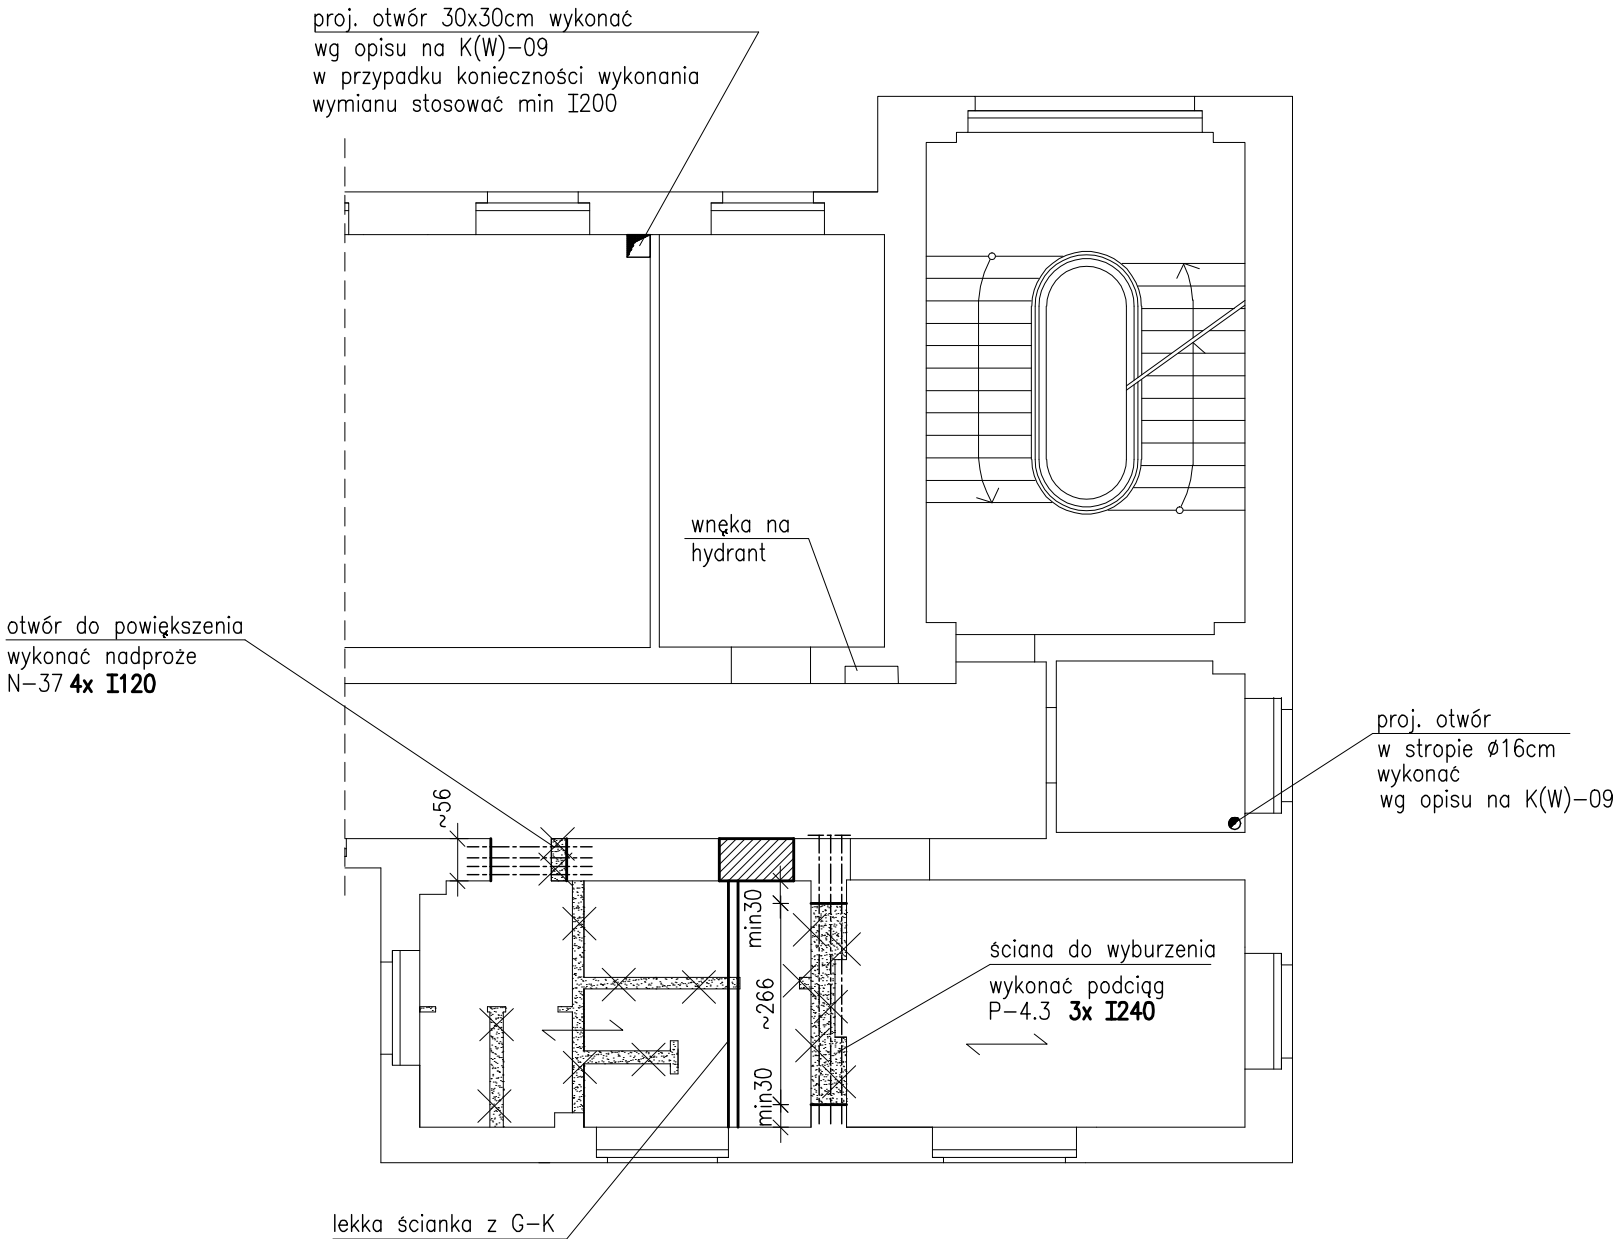 proj. otwór 30x30cm wykonać
wg opisu na K(W)-09
w przypadku konieczności wykonania
wymianu stosować min I200
wnęka na
hydrant
otwór do powiększenia
wykonać nadproże
N-37 4x I120
proj. otwór
w stropie Ø16cm
wykonać
wg opisu na K(W)-09
~56
min30
~266
min30
ściana do wyburzenia
wykonać podciąg
P-4.3 3x I240
lekka ścianka z G-K